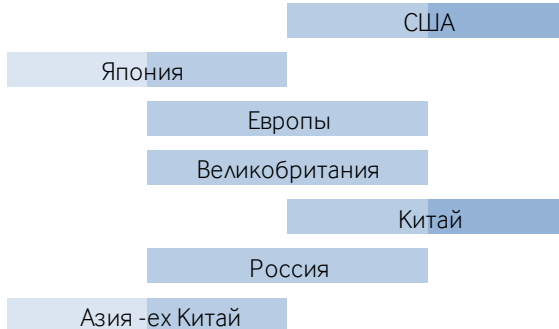 США
Япония
Европы
Великобритания
Китай
Россия
Азия -ex Китай